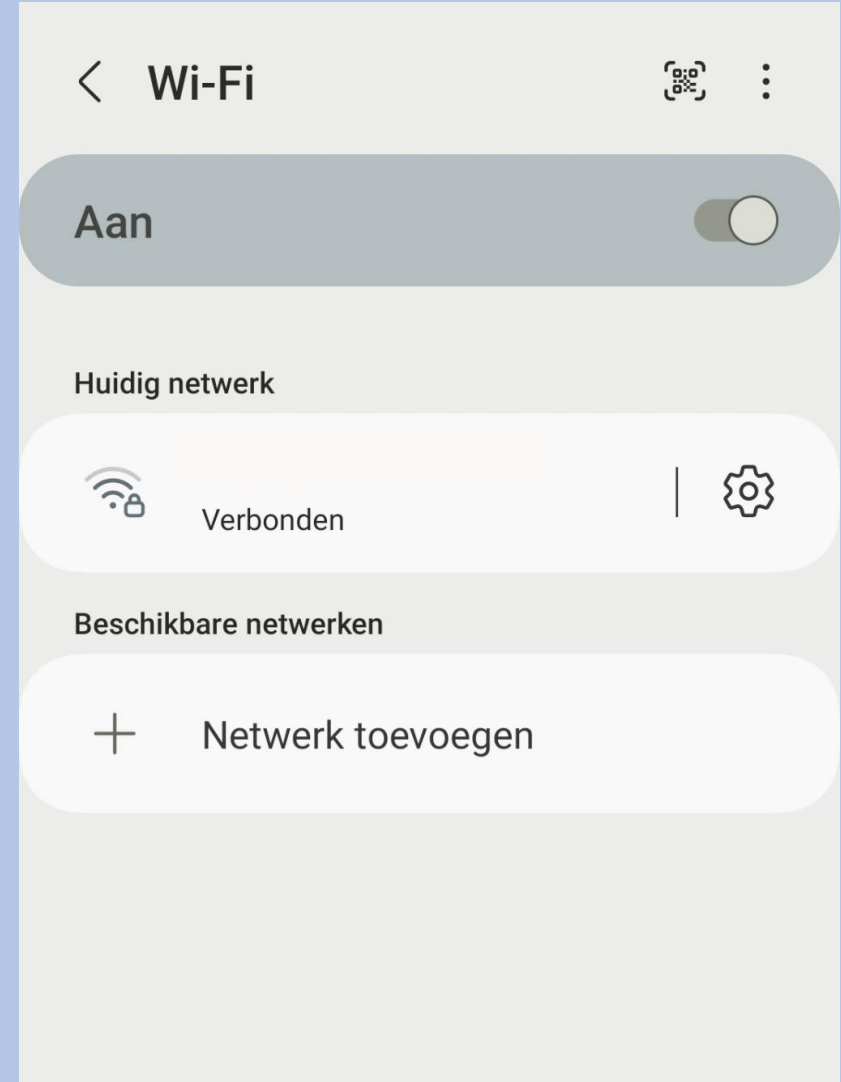 Wi-Fi
Aan
Huidig netwerk
Verbonden
Beschikbare netwerken
Netwerk toevoegen